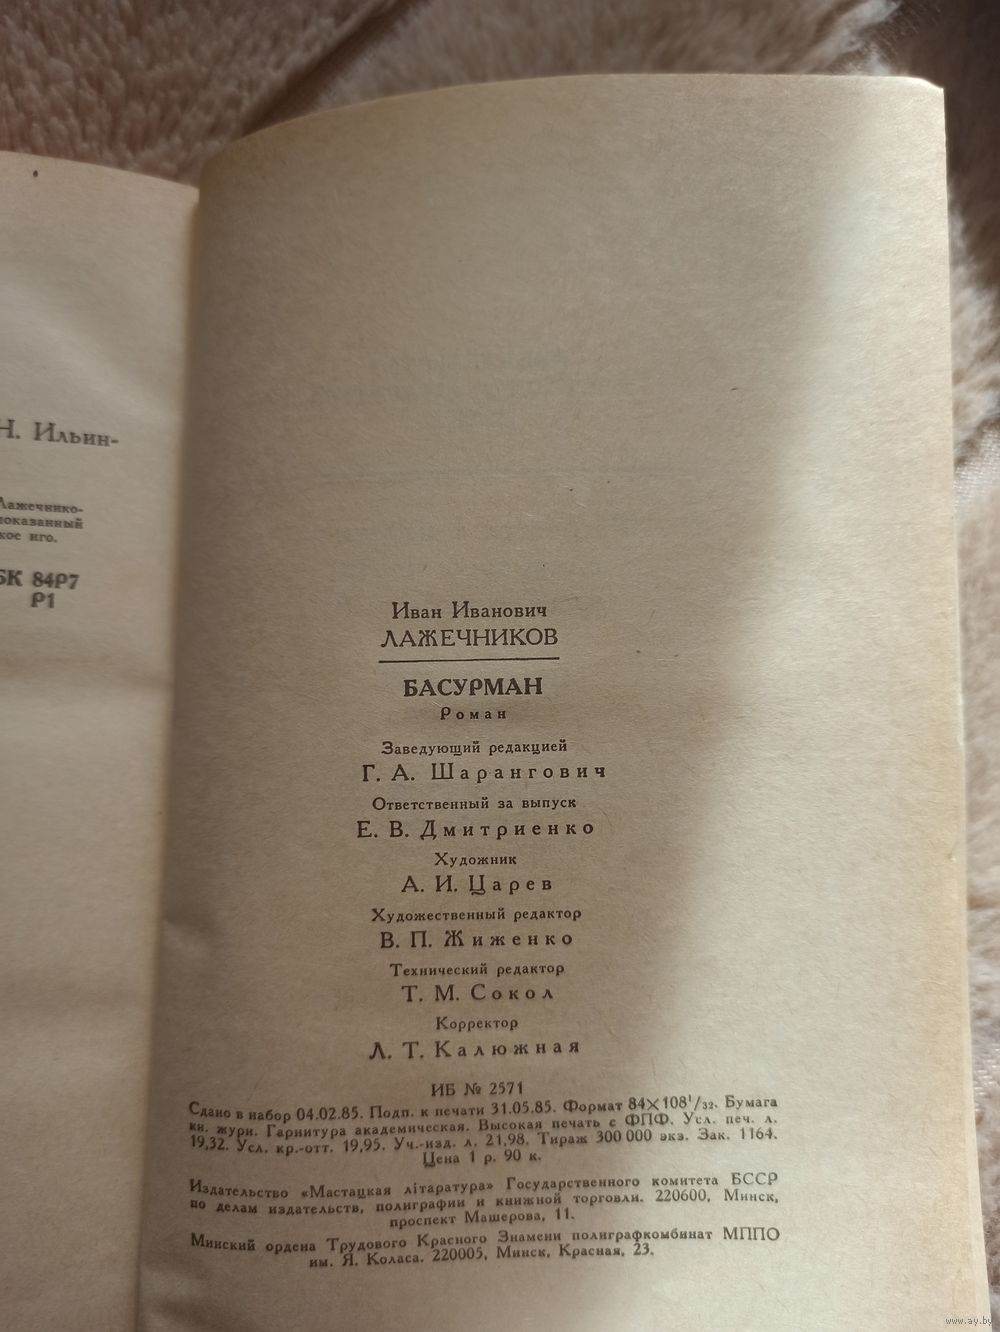 Н. Ильин-
Лажечнико-
показанный
кое иго.
БК 84Р7
Р1
Иван Иванович
ЛАЖЕЧНИКОВ
БАСУРМАН
Роман
Заведующий редакцией
Г. А. Шарангович
Ответственный за выпуск
Е. В. Дмитриенко
Художник
А. И. Царев
Художественный редактор
В. П. Жиженко
Технический редактор
Т. М. Сокол
Корректор
Л. Т. Калюжная
ИБ № 2571
Сдано в набор 04.02.85. Подп. к печати 31.05.85. Формат 84×108¹/₃₂. Бумага
кн. журн. Гарнитура академическая. Высокая печать с ФПФ. Усл. печ. л.
19,32. Усл. кр.-отт. 19,95. Уч.-изд. л. 21,98. Тираж 300 000 экз. Зак. 1164.
Цена 1 р. 90 к.
Издательство «Мастацкая літаратура» Государственного комитета БССР
по делам издательств, полиграфии и книжной торговли. 220600, Минск,
проспект Машерова, 11.
Минский ордена Трудового Красного Знамени полиграфкомбинат МППО
им. Я. Коласа. 220005, Минск, Красная, 23.
www.ay.by